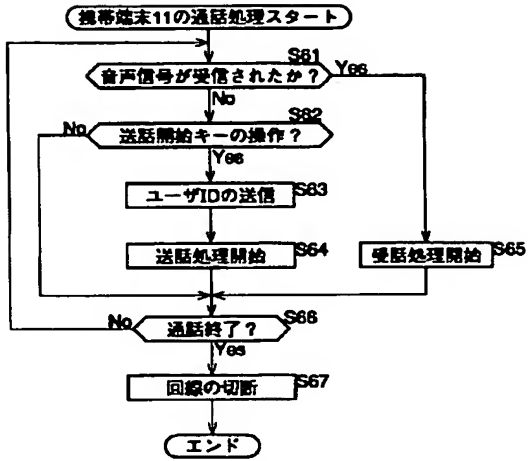 携帯端末11の通話処理スタート
S61
音声信号が受信されたか？
Yes
No
S62
No
送話開始キーの操作？
Yes
S63
ユーザIDの送信
送話処理開始
S64
受話処理開始
S65
No
通話終了？
S66
Yes
回線の切断
S67
エンド